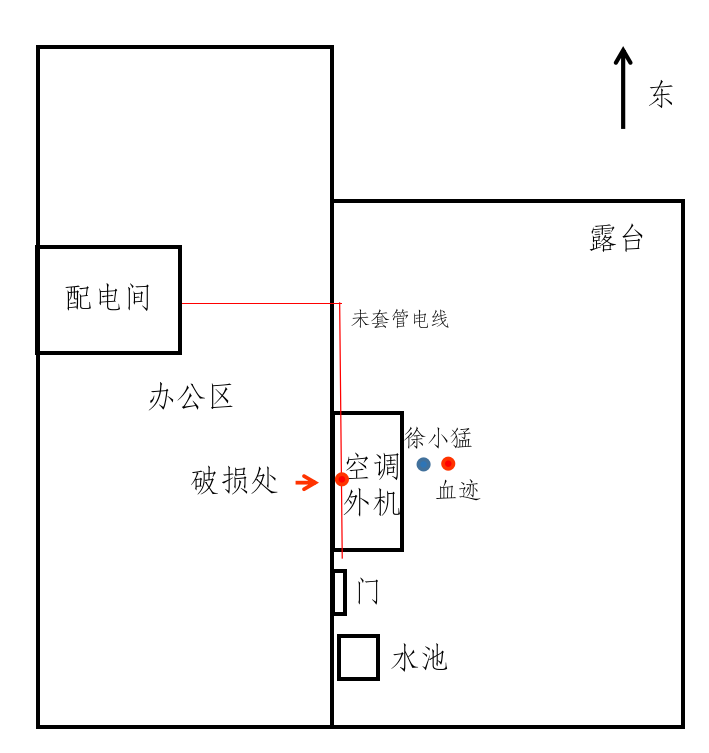 东
露台
配电间
未套管电线
办公区
徐小猛
空调
外机
破损处
血迹
门
水池